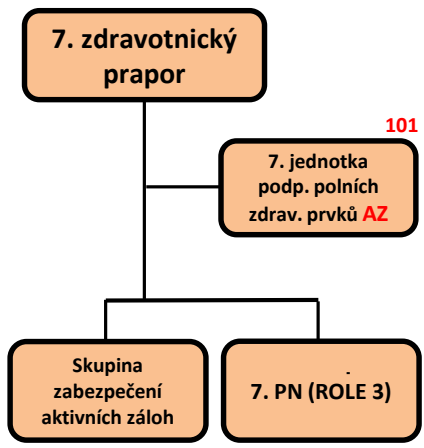 7. zdravotnický
prapor
101
7. jednotka
podp. polních
zdrav. prvků AZ
Skupina
zabezpečení
aktivních záloh
7. PN (ROLE 3)